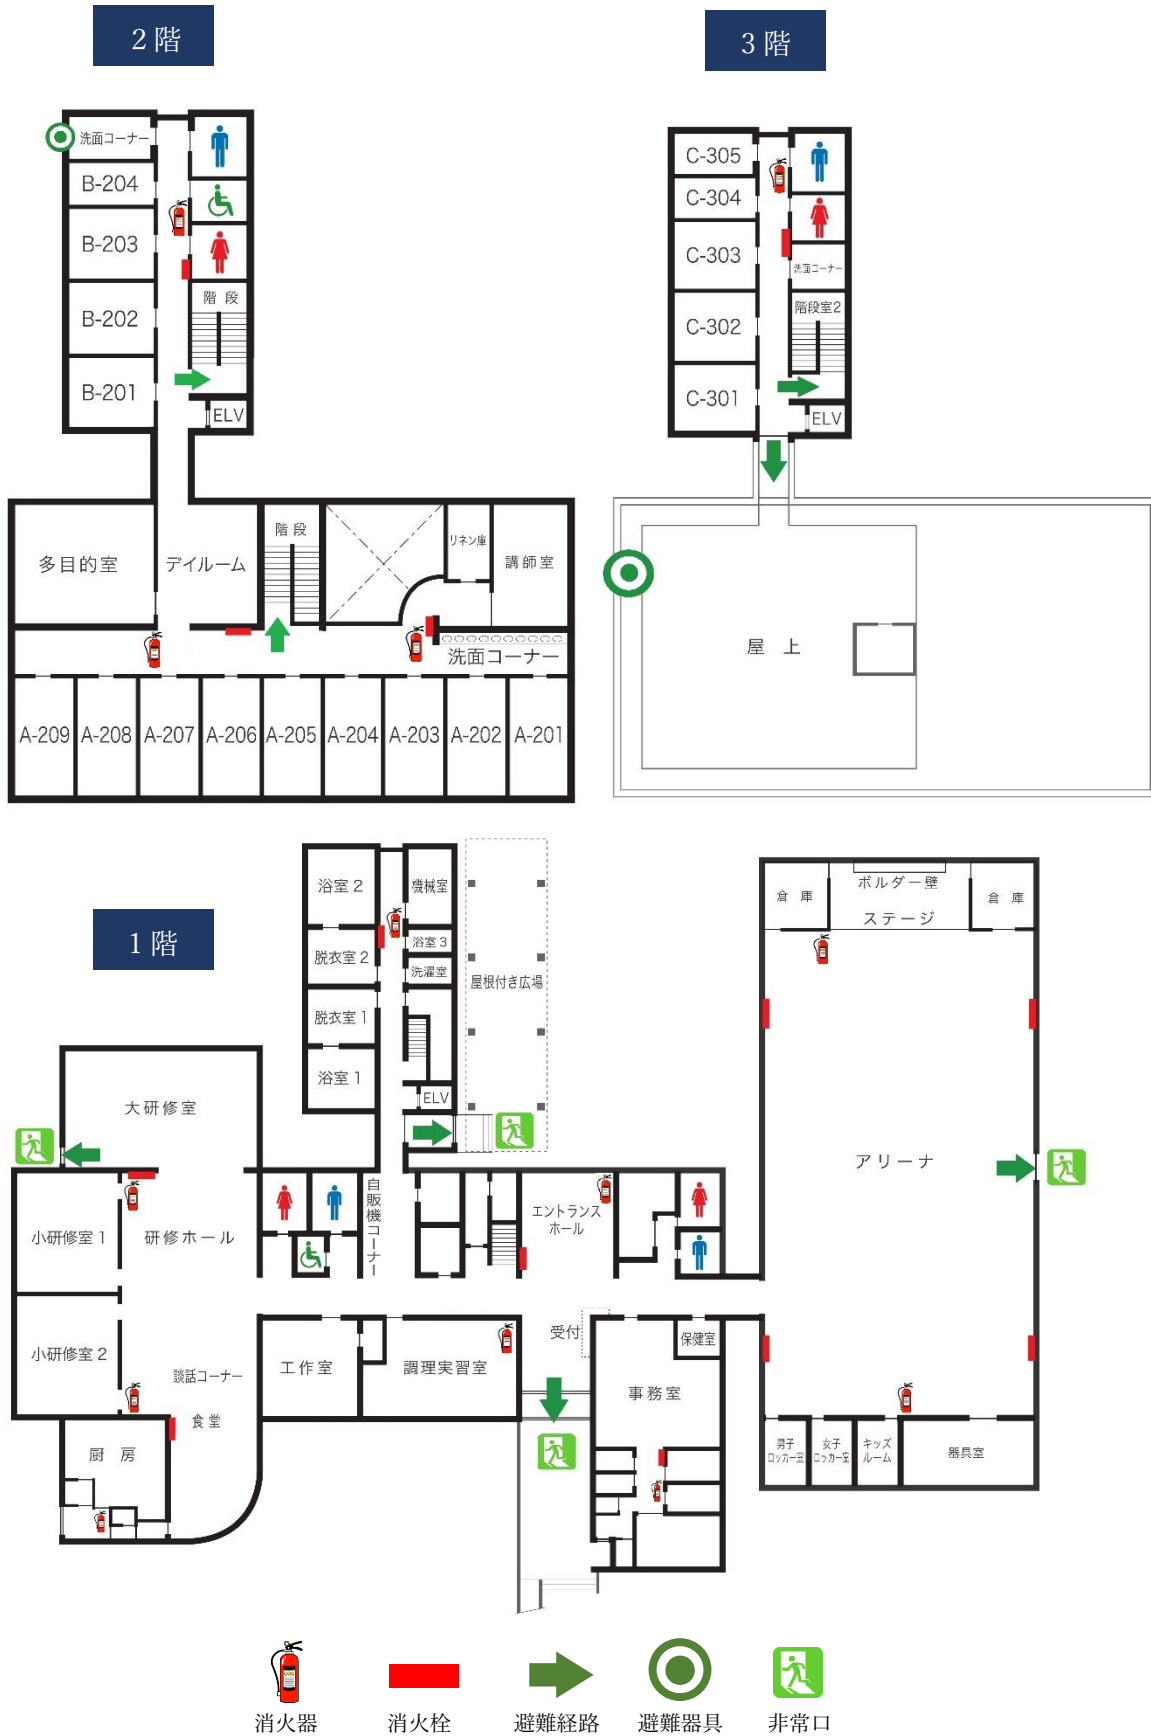 2階
3階
洗面コーナー
B-204
B-203
B-202
B-201
階段
ELV
C-305
C-304
C-303
C-302
C-301
洗面コーナー
階段室2
ELV
多目的室
デイルーム
階段
リネン庫
講師室
洗面コーナー
A-209
A-208
A-207
A-206
A-205
A-204
A-203
A-202
A-201
屋上
1階
浴室2
脱衣室2
脱衣室1
浴室1
機械室
浴室3
洗濯室
ELV
屋根付き広場
倉庫
ボルダー壁
ステージ
倉庫
アリーナ
大研修室
小研修室1
研修ホール
小研修室2
自販機コーナー
エントランス
ホール
談話コーナー
食堂
厨房
工作室
調理実習室
受付
保健室
事務室
男子
ロッカー室
女子
ロッカー室
キッズ
ルーム
器具室
消火器
消火栓
避難経路
避難器具
非常口